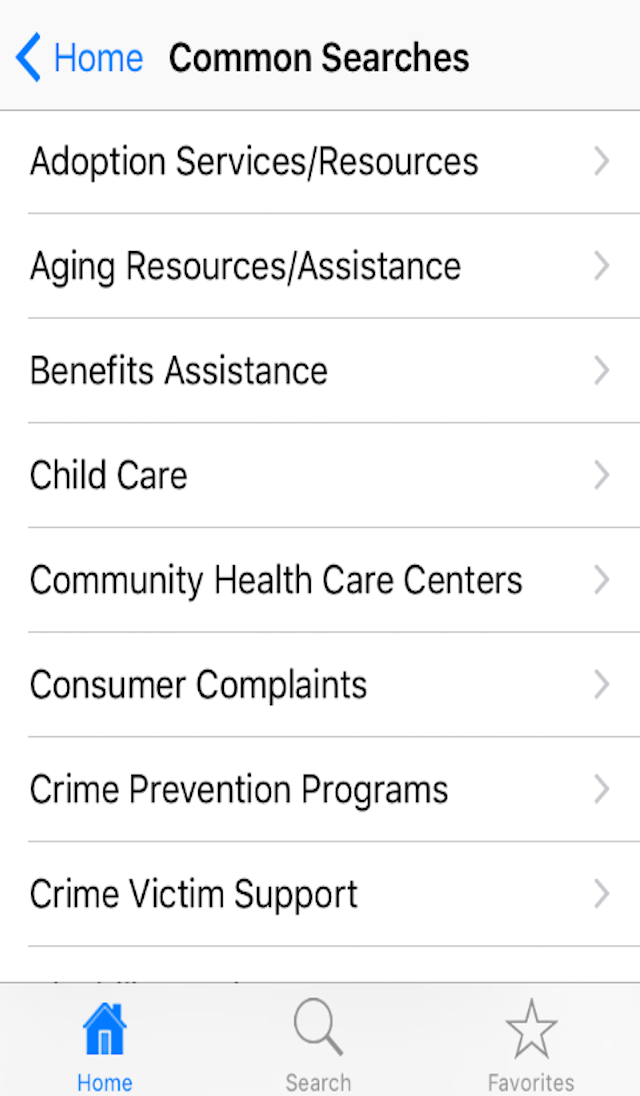 Home Common Searches
Adoption Services/Resources
Aging Resources/Assistance
Benefits Assistance
Child Care
Community Health Care Centers
Consumer Complaints
Crime Prevention Programs
Crime Victim Support
Home Search Favorites